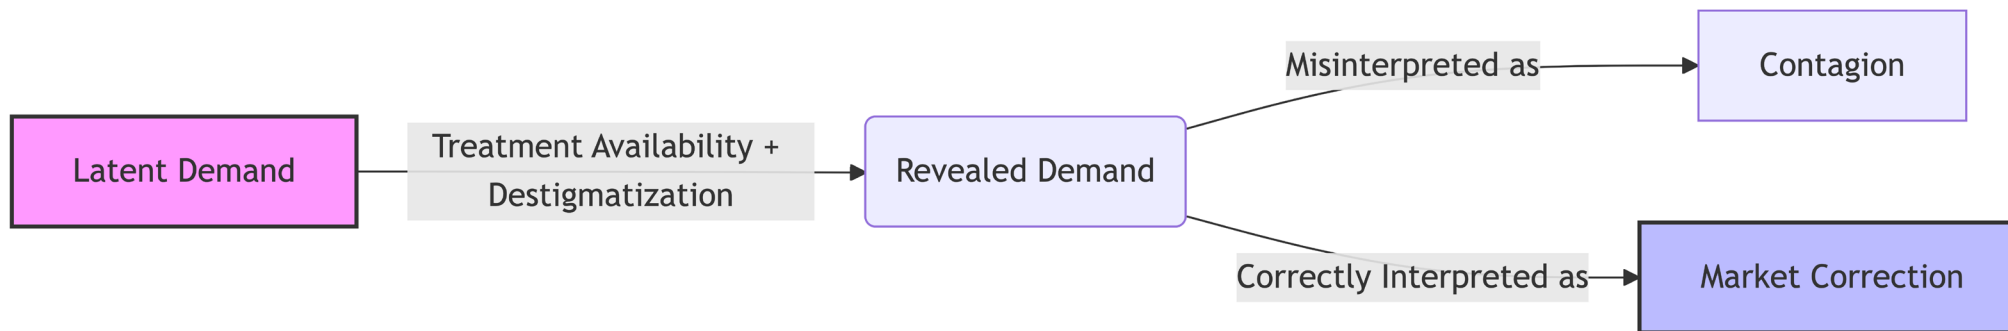 Latent Demand
Treatment Availability +
Destigmatization
Revealed Demand
Misinterpreted as
Contagion
Correctly Interpreted as
Market Correction